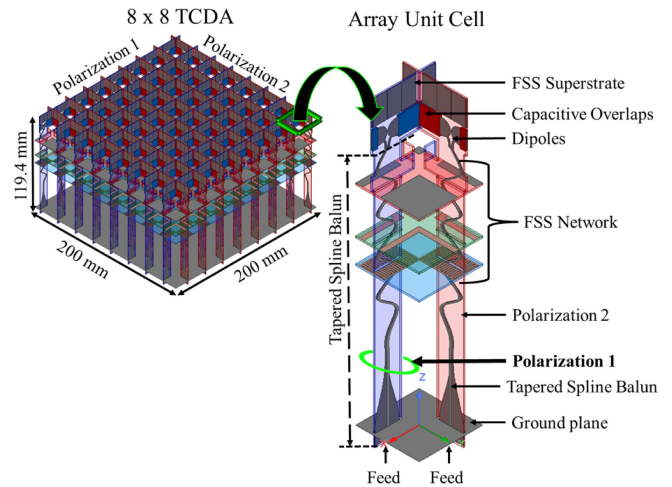 8 x 8 TCDA
Array Unit Cell
Polarization 1
Polarization 2
119.4 mm
200 mm
200 mm
FSS Superstrate
Capacitive Overlaps
Dipoles
FSS Network
Tapered Spline Balun
Polarization 2
Polarization 1
Tapered Spline Balun
Z
Ground plane
Feed
Feed